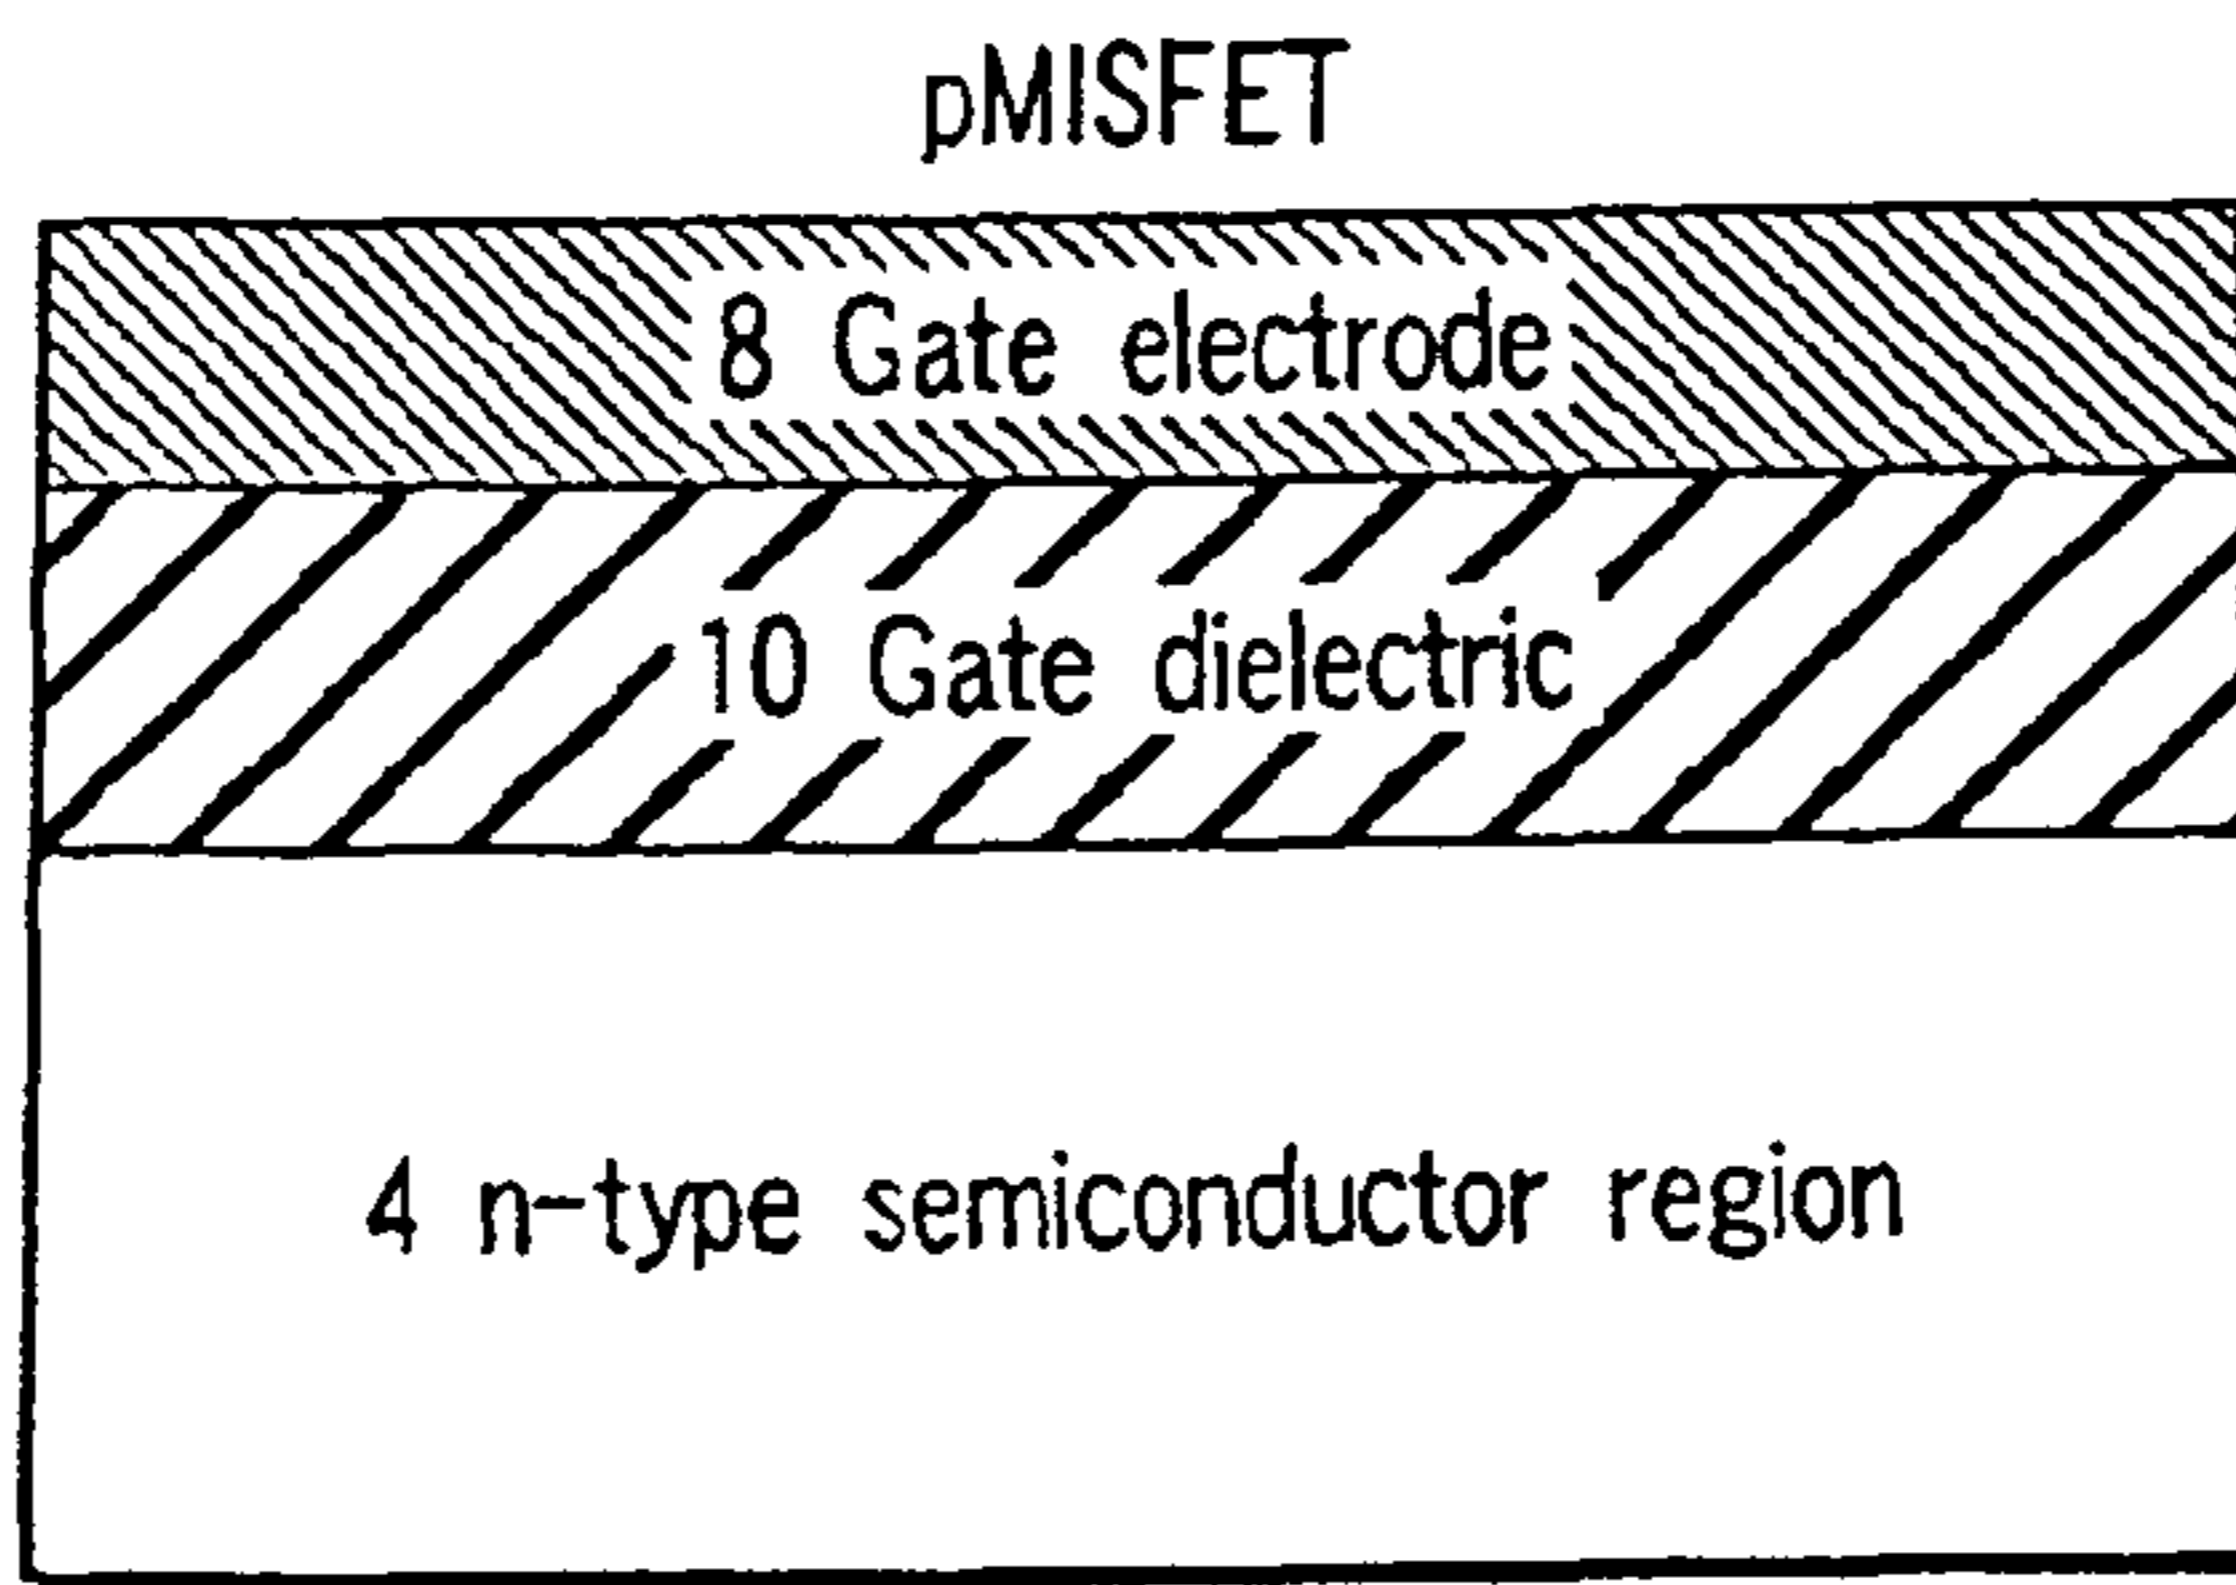 pMISFET
8 Gate electrode
10 Gate dielectric
4 n-type semiconductor region